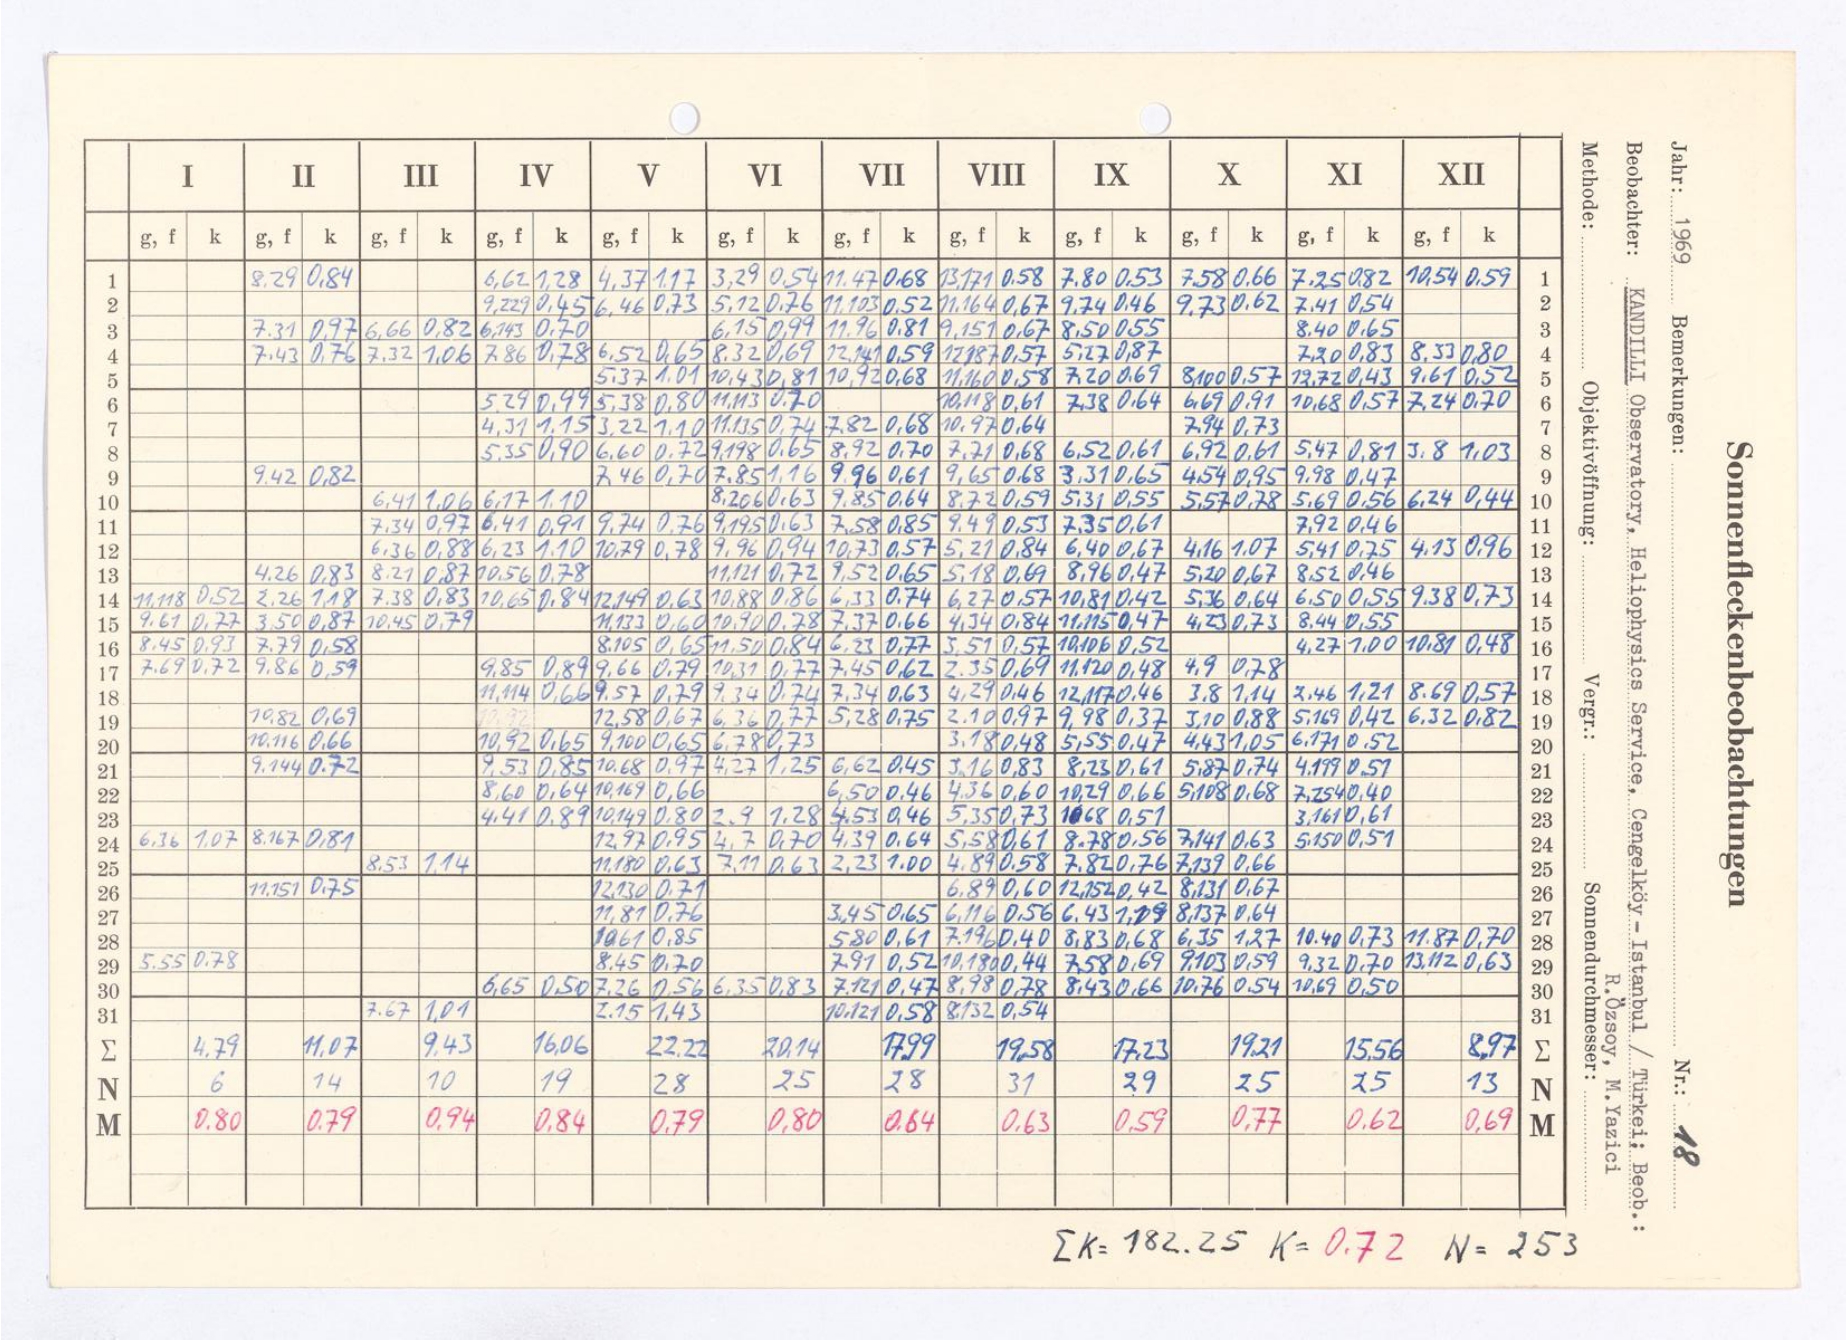 I II III IV V VI VII VIII IX X XI XII
g, f k g, f k g, f k g, f k g, f k g, f k g, f k g, f k g, f k g, f k g, f k g, f k
1 8.29 0,84 6,62 1,28 4,37 1.17 3,29 0,54 11.47 0,68 13,171 0.58 7.80 0,53 7.58 0,66 7.25 0,82 10,54 0.59 1
2 9,229 0,45 6,46 0,73 5,12 0,76 11,103 0,52 11,164 0,67 9,74 0,46 9,73 0,62 7.41 0,54 2
3 7.31 0,97 6,66 0,82 6,143 0,70 6,15 0,99 11,96 0,81 9,151 0,67 8,50 0,55 8.40 0,65 3
4 7.43 0,76 7.32 1,06 7.86 0,78 6,52 0,65 8.32 0,69 12,141 0,59 12,187 0,57 5,27 0,87 7,20 0,83 8,33 0,80 4
5 5.37 1.01 10,43 0,81 10,92 0,68 11,160 0,58 7,20 0,69 8,100 0,57 12,72 0,43 9,61 0,52 5
6 5.29 0,99 5,38 0,80 11,113 0,70 10,118 0,61 7,38 0,64 6,69 0,91 10,68 0,57 7,24 0,70 6
7 4,31 1.15 3,22 1,10 11.135 0,74 7,82 0,68 10,97 0,64 7,94 0,73 7
8 5,35 0,90 6,60 0,72 9,198 0,65 8,92 0,70 7,71 0,68 6,52 0,61 6,92 0,61 5,47 0,81 3.8 1,03 8
9 9.42 0,82 7.46 0,70 7,85 1,16 9.96 0,61 9,65 0,68 3,31 0,65 4,54 0,95 9,98 0,47 9
10 6,41 1.06 6,17 1.10 8,206 0,63 9,85 0,64 8.72 0,59 5,31 0,55 5,57 0,78 5,69 0,56 6,24 0,44 10
11 7,34 0,97 6,41 0,91 9,74 0,76 9,195 0,63 7,58 0,85 9.49 0,53 7,35 0,61 7,92 0,46 11
12 6,36 0,88 6,23 1.10 10,79 0,78 9,96 0,94 10,73 0,57 5,21 0,84 6,40 0,67 4,16 1.07 5,41 0,75 4.13 0,96 12
13 4.26 0,83 8.21 0,87 10,56 0,78 11,121 0,72 9,52 0,65 5,18 0,69 8,96 0,47 5,20 0,67 8,52 0,46 13
14 11,118 0,52 2.26 1,18 7.38 0,83 10,65 0,84 12,149 0,63 10,88 0,86 6,33 0,74 6,27 0,57 10,81 0,42 5,36 0,64 6.50 0,55 9.38 0,73 14
15 9.61 0,77 3.50 0,87 10.45 0,79 11,133 0,60 10,90 0,78 7,37 0,66 4,34 0,84 11,115 0,47 4,23 0,73 8,44 0,55 15
16 8.45 0,93 7.79 0,58 8.105 0,65 11.50 0,84 6,23 0,77 3,51 0,57 10,106 0,52 4,27 1.00 10,81 0,48 16
17 7.69 0,72 9,86 0,59 9,85 0,89 9,66 0,79 10,31 0,77 7,45 0,62 2.35 0,69 11.120 0,48 4,9 0,78 17
18 11,114 0,66 9.57 0,79 9,34 0,74 7,34 0,63 4,29 0,46 12,117 0,46 3.8 1,14 2.46 1,21 8.69 0,57 18
19 10,82 0,69 12,58 0,67 6,36 0,77 5,28 0,75 2.10 0,97 9,98 0,37 3,10 0,88 5,169 0,42 6,32 0,82 19
20 10,116 0,66 10,92 0,65 9,100 0,65 6,78 0,73 3.18 0,48 5,55 0,47 4,43 1,05 6,171 0,52 20
21 9.144 0.72 9,53 0,85 10.68 0,97 4,27 1,25 6,62 0,45 3,16 0,83 8,23 0,61 5,87 0,74 4.199 0.51 21
22 8,60 0,64 10,169 0,66 6,50 0.46 4.36 0,60 10,29 0,66 5,108 0,68 7,254 0,40 22
23 4.41 0,89 10,149 0,80 2.9 1.28 4.53 0,46 5.35 0,73 1068 0,51 3,161 0,61 23
24 6,36 1,07 8.167 0,81 12,97 0,95 4,7 0,70 4,39 0,64 5,58 0,61 8.78 0,56 7,141 0,63 5.150 0,51 24
25 8,53 1,14 11,180 0,63 7,11 0,63 2,23 1.00 4.89 0,58 7,82 0,76 7,139 0,66 25
26 11,151 0,75 12,130 0,71 6,89 0,60 12,152 0,42 8,131 0,67 26
27 11,81 0,76 3,45 0,65 6,116 0,56 6,43 8,137 0,64 27
28 1061 0,85 5.80 0,61 7.196 0.40 8,83 0,68 6,35 1,27 10.40 0,73 11.87 0,70 28
29 5.55 0.78 8.45 0,70 7.91 0,52 10,180 0,44 7,58 0,69 9,103 0,59 9,32 0,70 13,112 0,63 29
30 6,65 0,50 7,26 0,56 6,35 0,83 7.121 0,47 8,98 0,78 8,43 0,66 10,76 0,54 10,69 0,50 30
31 7.67 1,01 2.15 1,43 10,121 0,58 8,132 0,54 31
Σ 4.79 11,07 9.43 16,06 22.22 20.14 17.99 19,58 17,23 19,21 15,56 8,97 Σ
N 6 14 10 19 28 25 28 31 29 25 25 13 N
M 0.80 0.79 0,94 0,84 0,79 0,80 0.64 0.63 0,59 0,77 0.62 0,69 M
ΣK= 182.25 K= 0.72 N= 253
Sonnenfleckenbeobachtungen
Jahr: 1969 Bemerkungen: Nr.: 18
Beobachter: KANDILLI Observatory, Heliophysics Service, Cengelköy-Istanbul / Türkei; Beob.:
R.Özsoy, M.Yazici
Methode: Objektivöffnung: Vergr.: Sonnendurchmesser: